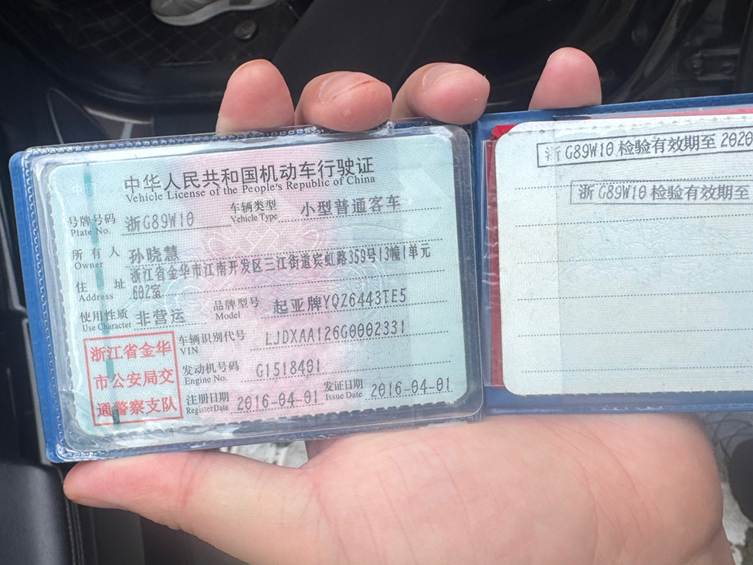 中华人民共和国机动车行驶证
Vehicle License of the People's Republic of China
号牌号码 浙G89W10 车辆类型 小型普通客车
Plate No. Vehicle Type
所有人 孙晓慧
Owner
住址 浙江省金华市江南开发区三江街道宾虹路359号13幢1单元
Address 602室
使用性质 非营运 品牌型号 起亚牌YQZ6443TE5
Use Character Model
浙江省金华
市公安局交
通警察支队
车辆识别代号 LJDXAA126G0002331
VIN
发动机号码 G1518401
Engine No.
注册日期 2016-04-01 发证日期 2016-04-01
Register Date Issue Date
浙G89W10检验有效期至2020
浙G89W10检验有效期至